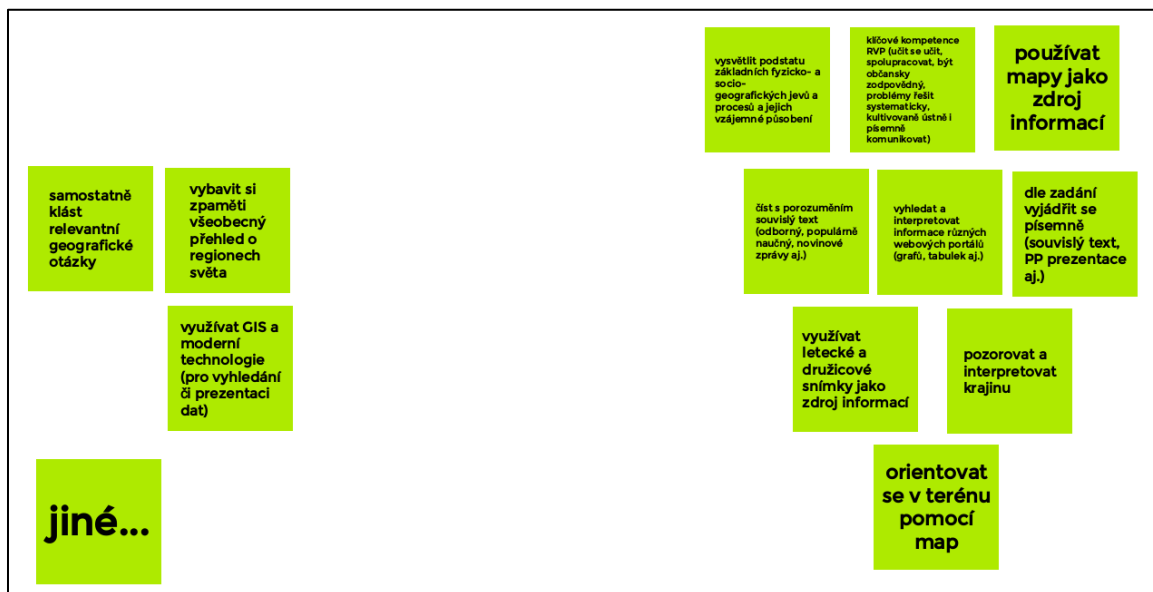 vysvětlit podstatu
základních fyzicko- a
socio-
geografických jevů a
procesů a jejich
vzájemné působení
klíčové kompetence
RVP (učit se učit,
spolupracovat, být
občansky
zodpovědný,
problémy řešit
systematicky,
kultivovaně ústně i
písemně
komunikovat)
používat
mapy jako
zdroj
informací
samostatně
klást
relevantní
geografické
otázky
vybavit si
zpaměti
všeobecný
přehled o
regionech
světa
číst s porozuměním
souvislý text
(odborný, populárně
naučný, novinové
zprávy aj.)
vyhledat a
interpretovat
informace různých
webových portálů
(grafů, tabulek aj.)
dle zadání
vyjádřit se
písemně
(souvislý text,
PP prezentace
aj.)
využívat GIS a
moderní
technologie
(pro vyhledání
či prezentaci
dat)
využívat
letecké a
družicové
snímky jako
zdroj informací
pozorovat a
interpretovat
krajinu
jiné...
orientovat
se v terénu
pomocí
map